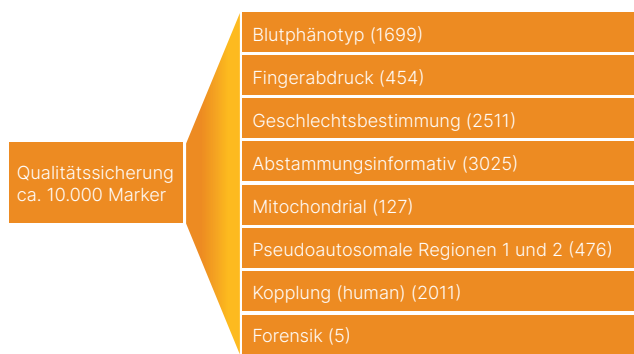 Qualitätssicherung
ca. 10.000 Marker
Blutphänotyp (1699)
Fingerabdruck (454)
Geschlechtsbestimmung (2511)
Abstammungsinformativ (3025)
Mitochondrial (127)
Pseudoautosomale Regionen 1 und 2 (476)
Kopplung (human) (2011)
Forensik (5)